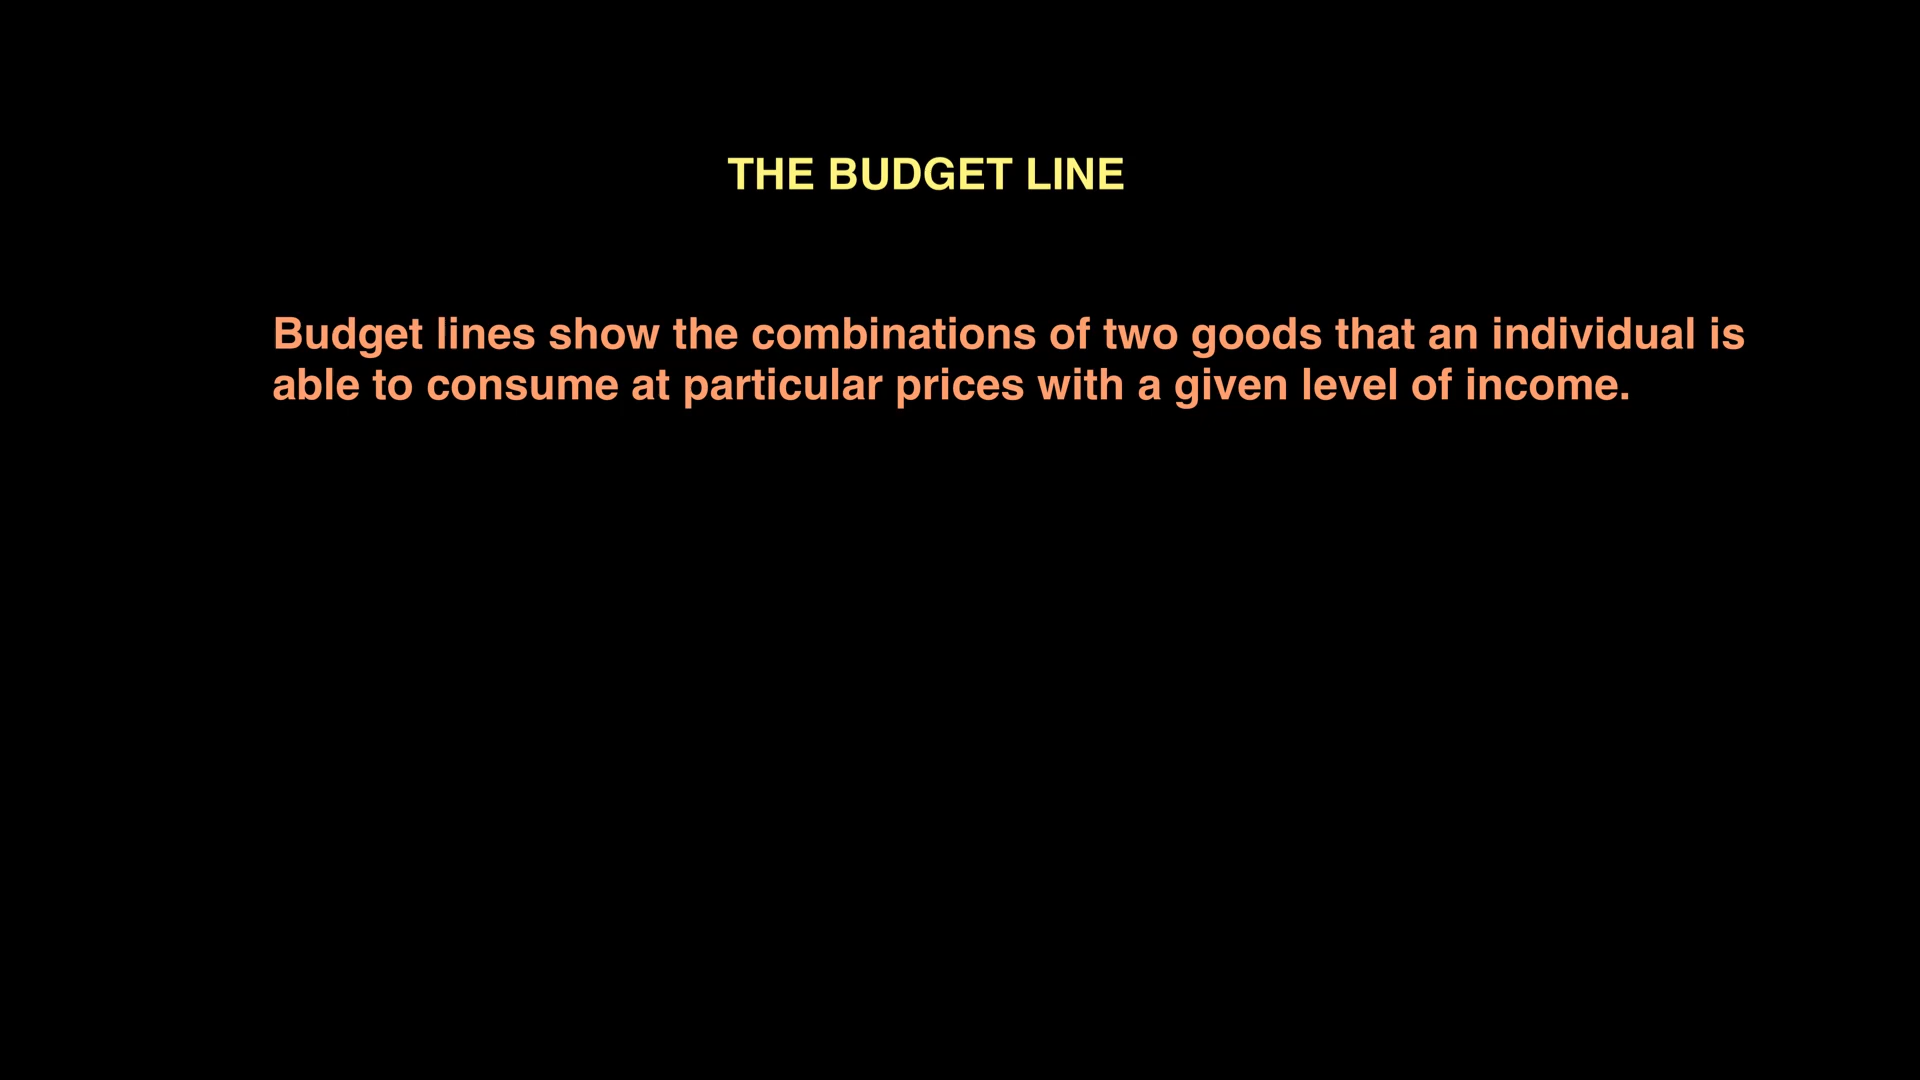 THE BUDGET LINE
Budget lines show the combinations of two goods that an individual is
able to consume at particular prices with a given level of income.